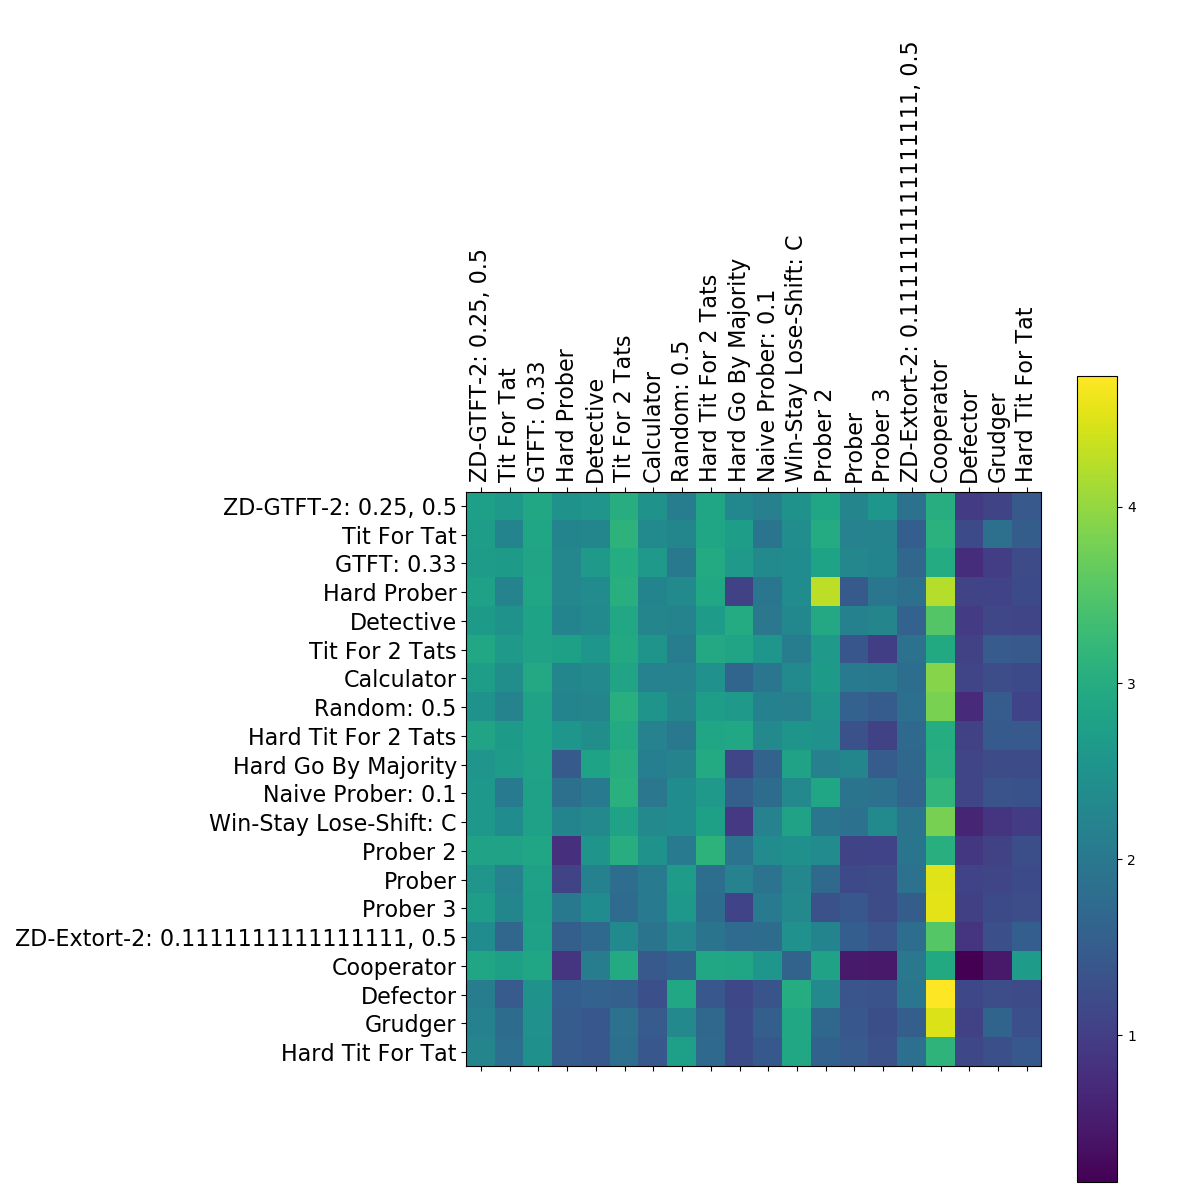 ZD-GTFT-2: 0.25, 0.5
Tit For Tat
GTFT: 0.33
Hard Prober
Detective
Tit For 2 Tats
Calculator
Random: 0.5
Hard Tit For 2 Tats
Hard Go By Majority
Naive Prober: 0.1
Win-Stay Lose-Shift: C
Prober 2
Prober
Prober 3
ZD-Extort-2: 0.1111111111111111, 0.5
Cooperator
Defector
Grudger
Hard Tit For Tat
ZD-GTFT-2: 0.25, 0.5
Tit For Tat
GTFT: 0.33
Hard Prober
Detective
Tit For 2 Tats
Calculator
Random: 0.5
Hard Tit For 2 Tats
Hard Go By Majority
Naive Prober: 0.1
Win-Stay Lose-Shift: C
Prober 2
Prober
Prober 3
ZD-Extort-2: 0.1111111111111111, 0.5
Cooperator
Defector
Grudger
Hard Tit For Tat
4
3
2
1